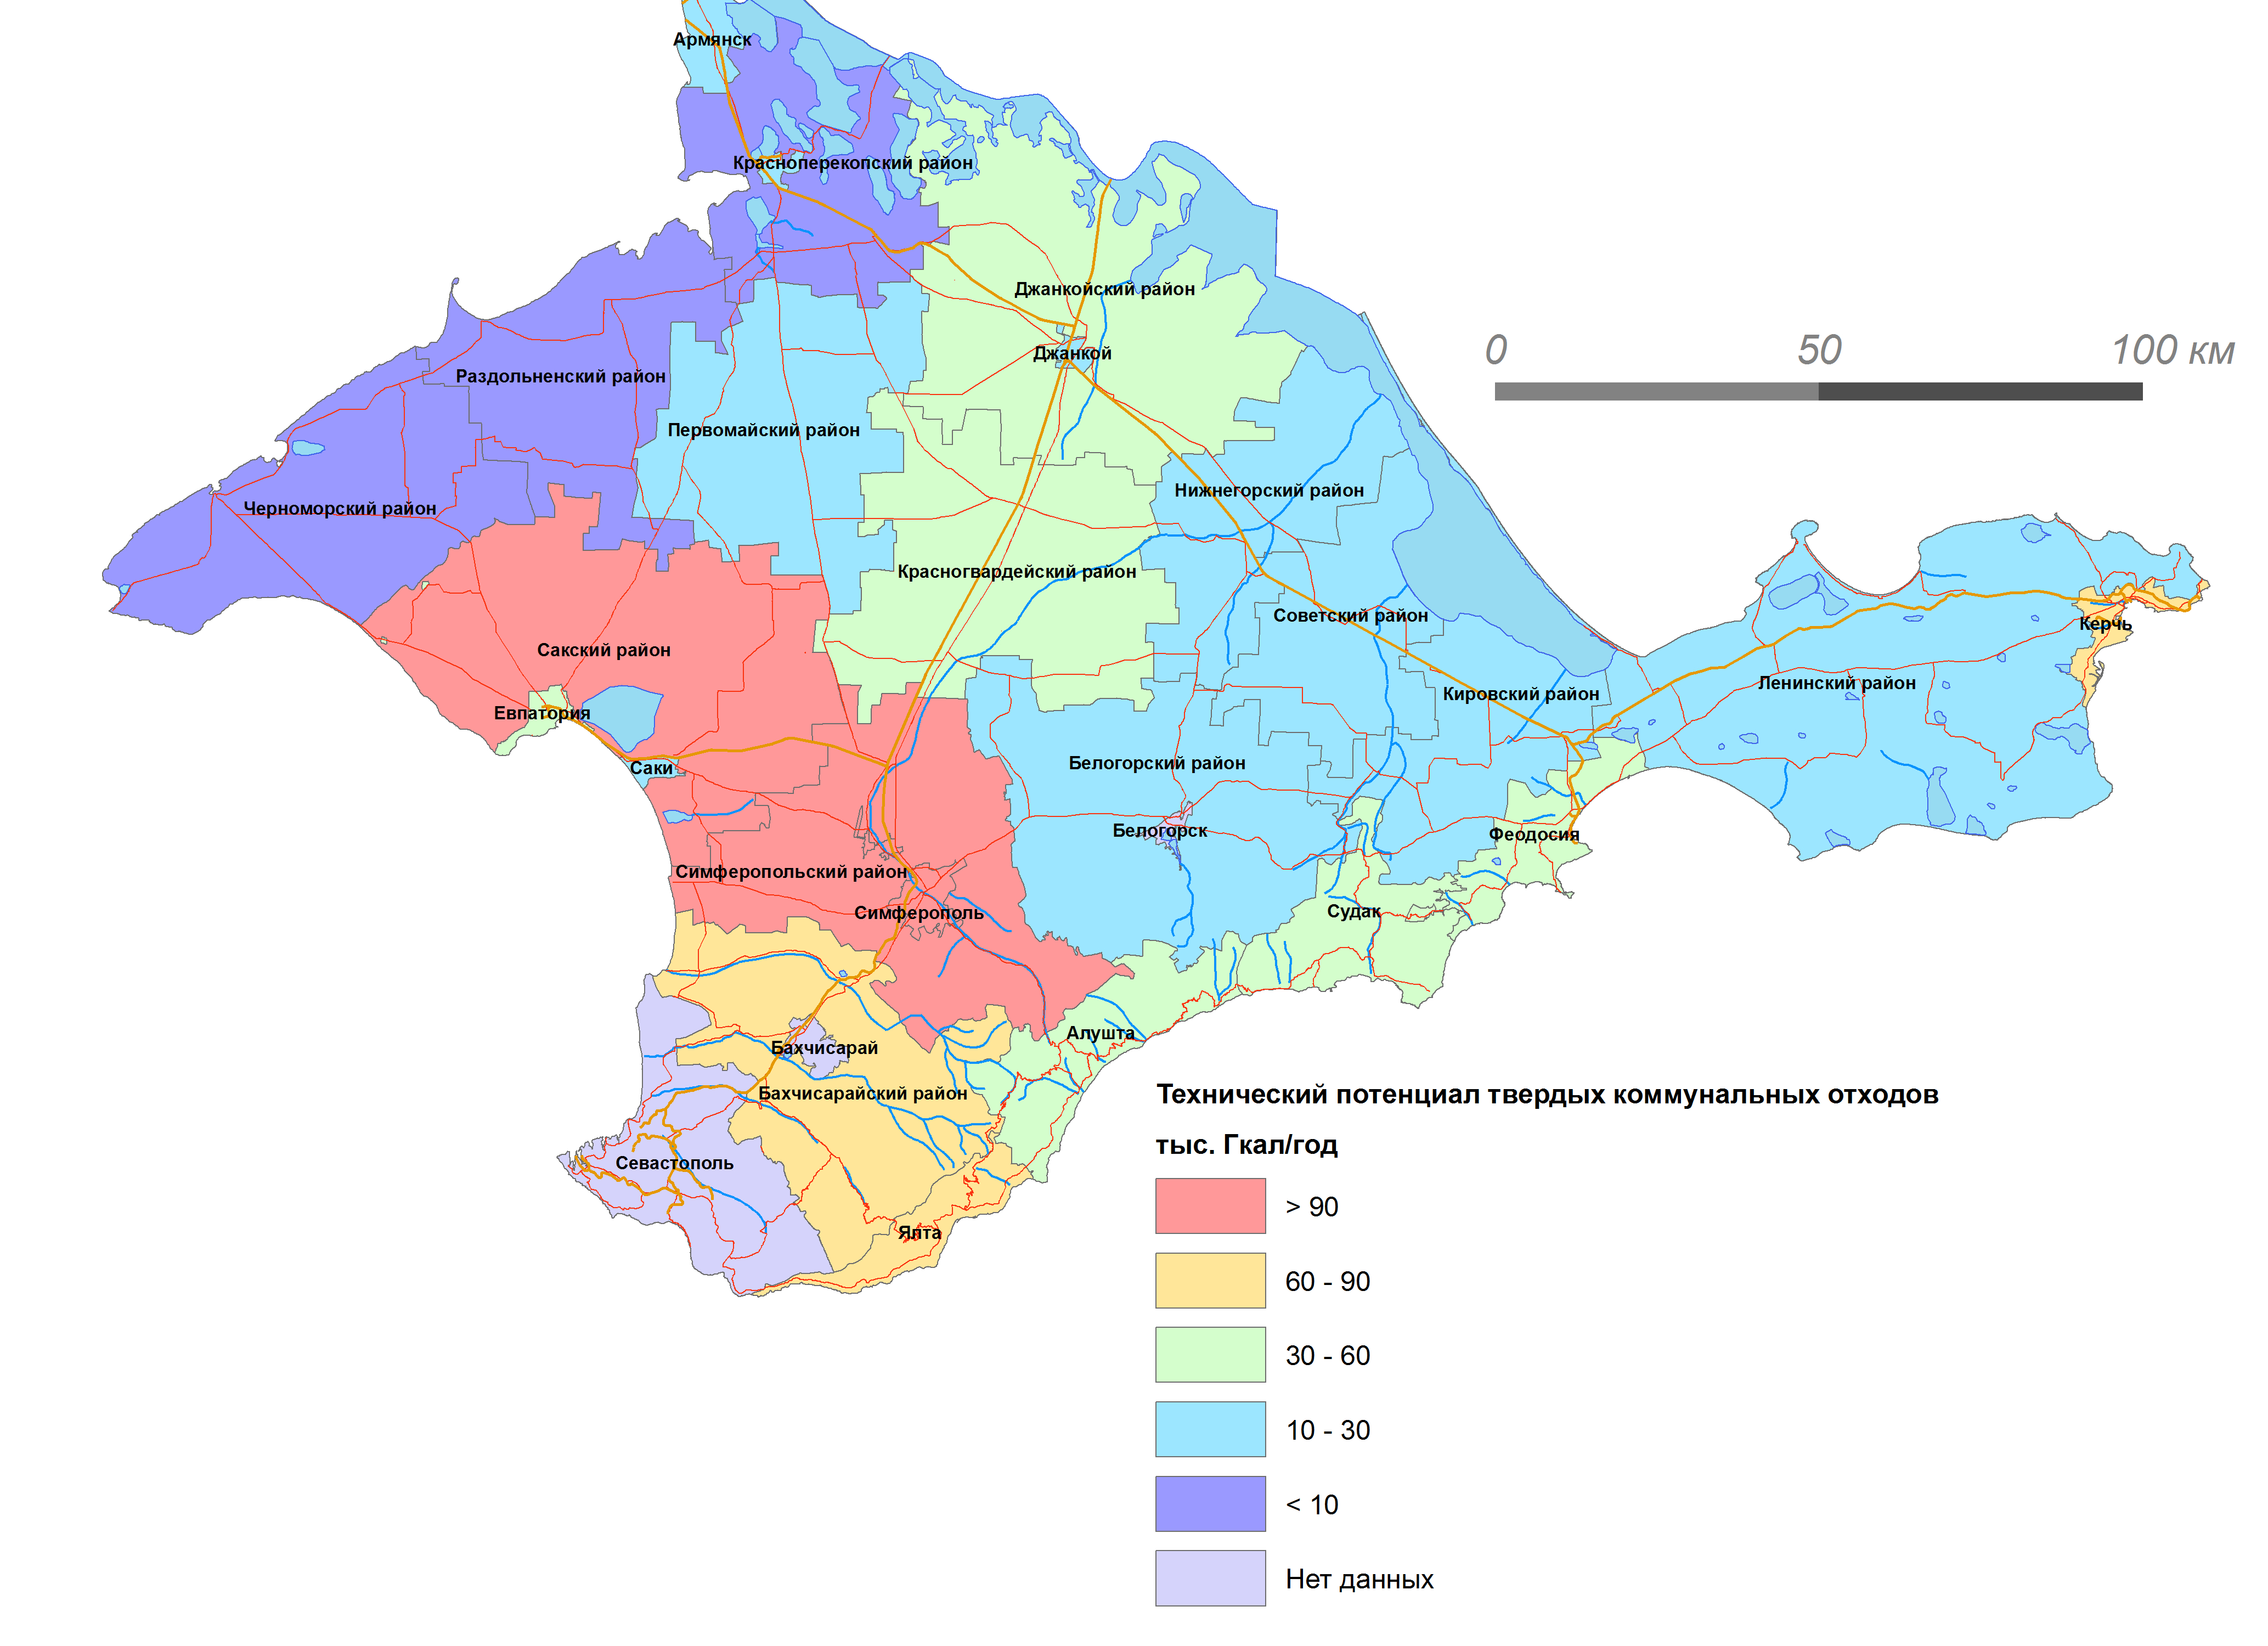 Армянск
Красноперекопский район
Джанкойский район
0 50 100 км
Джанкой
Раздольненский район
Первомайский район
Нижнегорский район
Черноморский район
Красногвардейский район
Советский район
Керчь
Сакский район
Ленинский район
Кировский район
Евпатория
Белогорский район
Саки
Белогорск
Феодосия
Симферопольский район
Судак
Симферополь
Алушта
Бахчисарай
Бахчисарайский район
Севастополь
Ялта
Технический потенциал твердых коммунальных отходов
тыс. Гкал/год
> 90
60 - 90
30 - 60
10 - 30
< 10
Нет данных